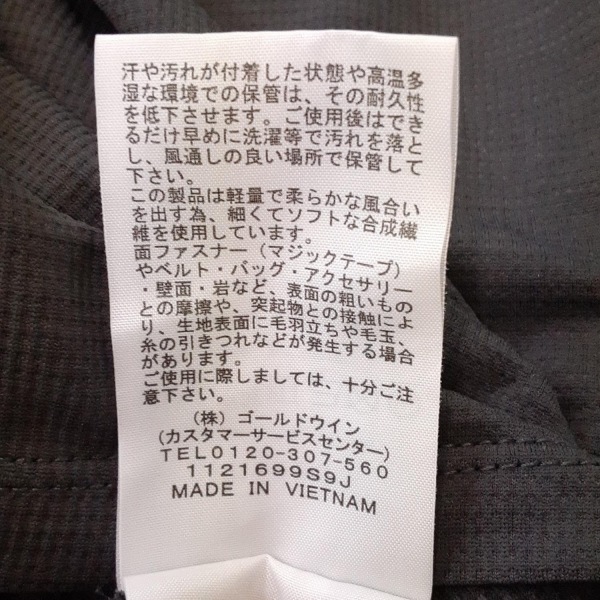 汗や汚れが付着した状態や高温多
湿な環境での保管は、その耐久性
を低下させます。ご使用後はでき
るだけ早めに洗濯等で汚れを落と
し、風通しの良い場所で保管して
下さい。
この製品は軽量で柔らかな風合い
を出す為、細くてソフトな合成繊
維を使用しています。
面ファスナー(マジックテープ)
やベルト・バッグ・アクセサリー
・壁面・岩など、表面の粗いもの
との摩擦や、突起物との接触によ
り、生地表面に毛羽立ちや毛玉、
糸の引きつれなどが発生する場合
があります。
ご使用に際しましては、十分ご注
意下さい。
(株)ゴールドウイン
(カスタマーサービスセンター)
TEL0120-307-560
1121699S9J
MADE IN VIETNAM